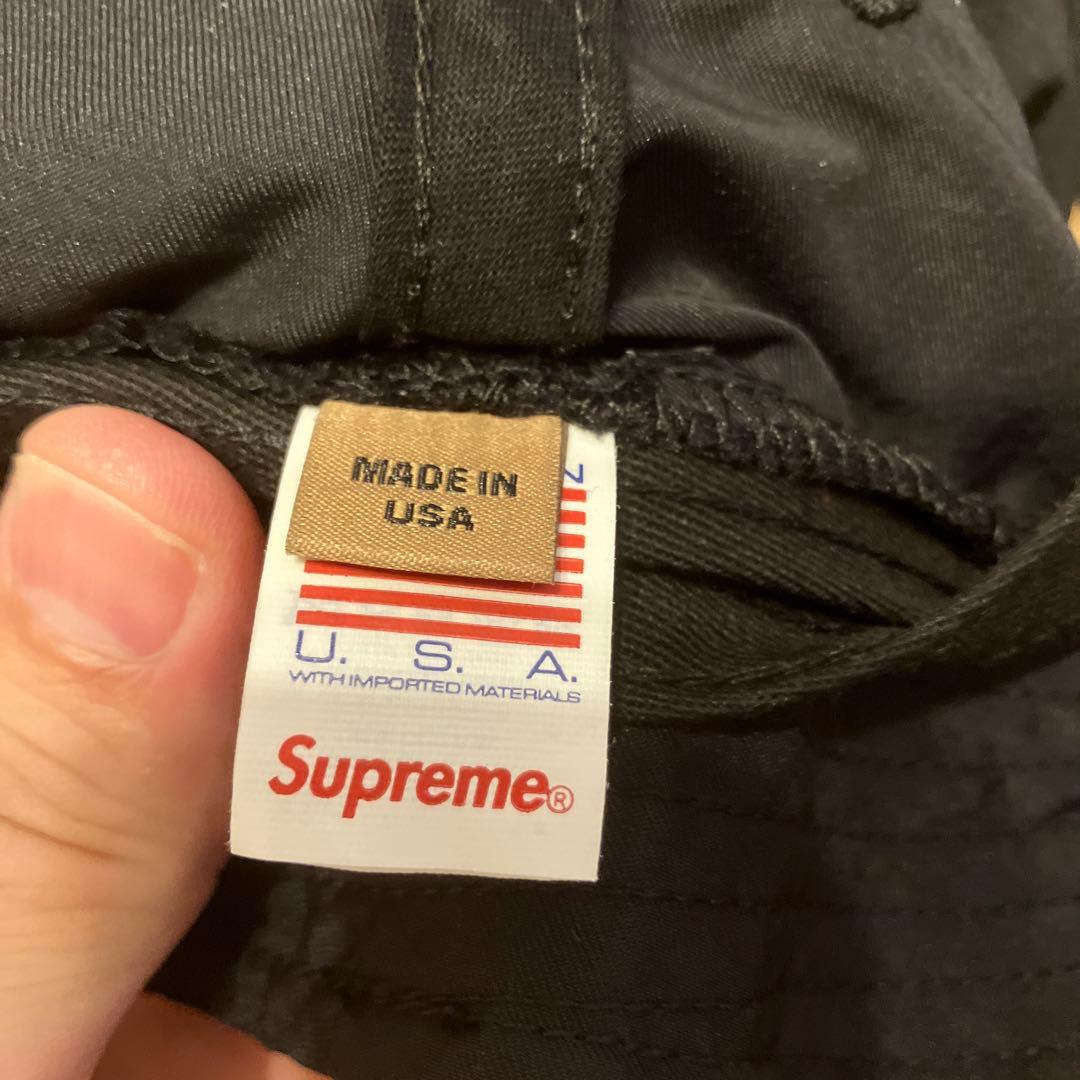 MADE IN
USA
N
U. S. A.
WITH IMPORTED MATERIALS
Supreme®